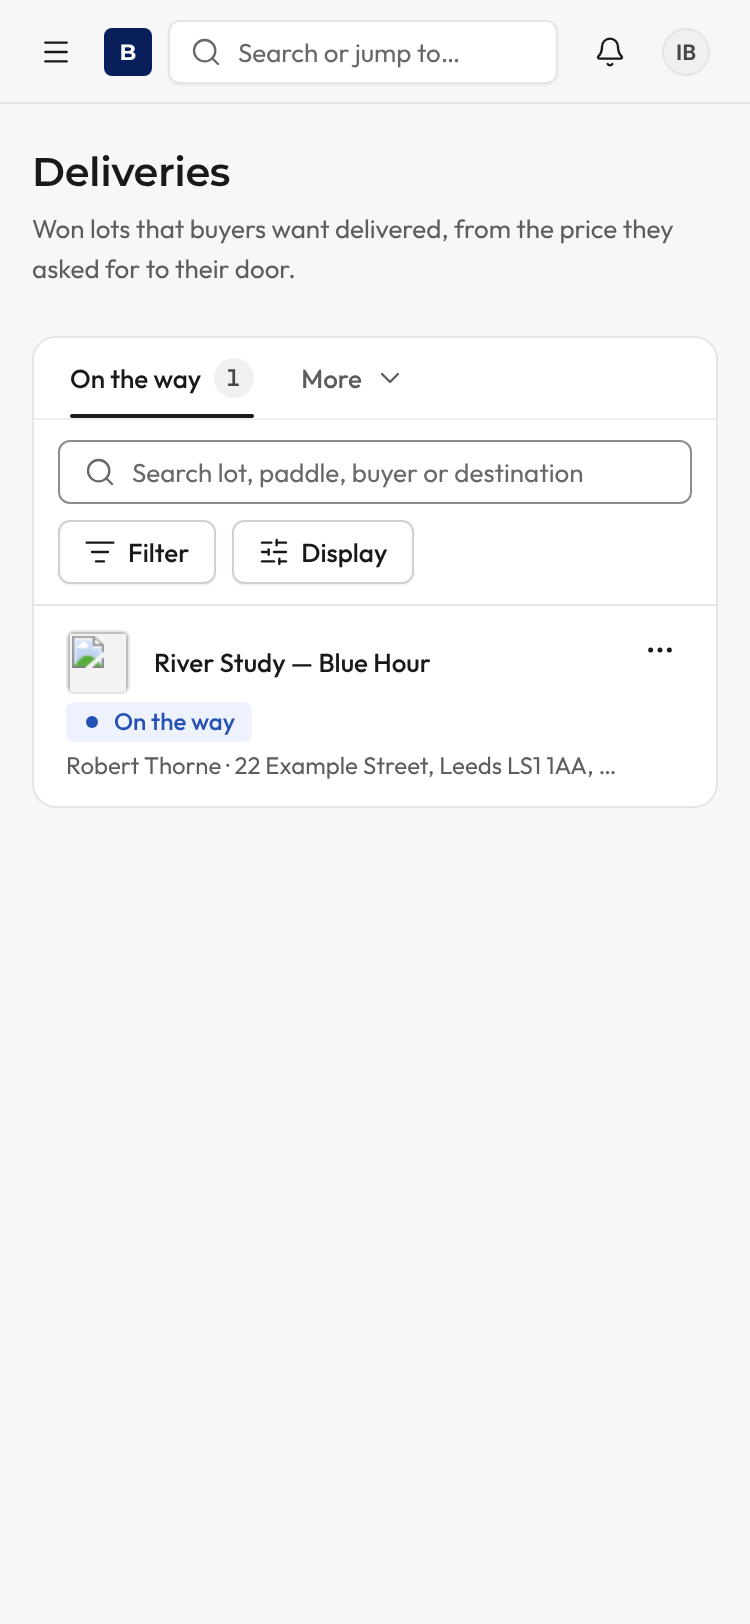 B
Search or jump to...
IB
Deliveries
Won lots that buyers want delivered, from the price they
asked for to their door.
On the way 1
More
Search lot, paddle, buyer or destination
Filter
Display
River Study — Blue Hour
On the way
Robert Thorne · 22 Example Street, Leeds LS1 1AA, ...